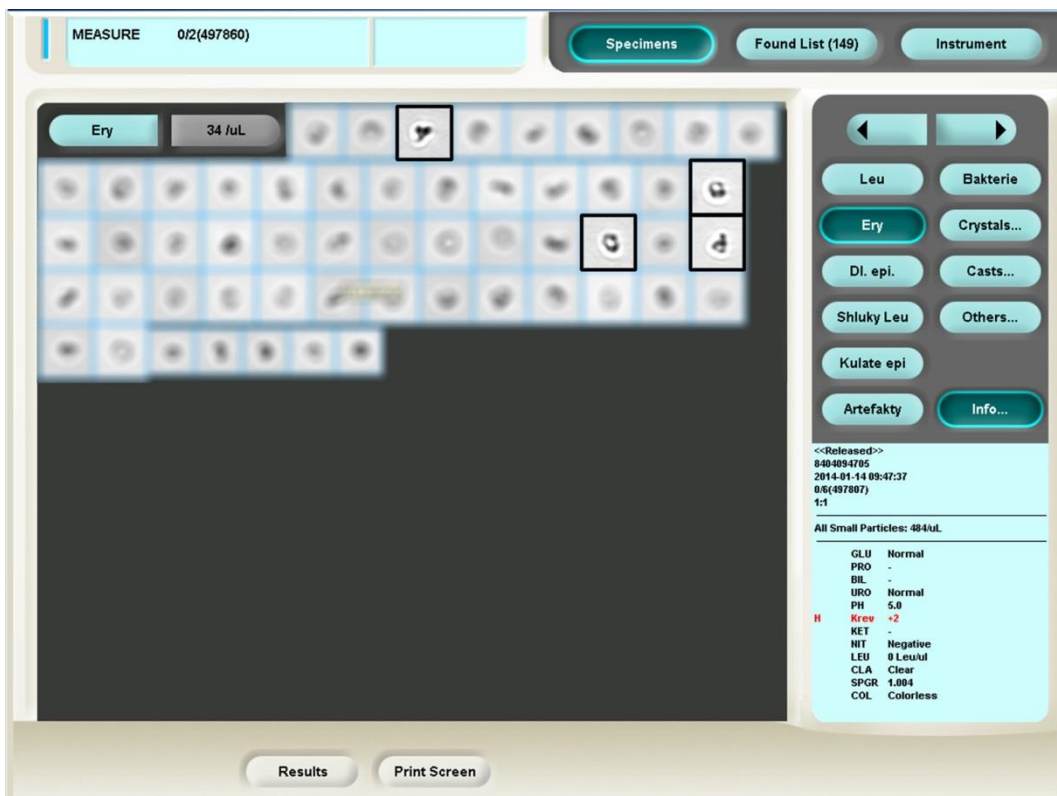 MEASURE 0/2(497860)
Specimens
Found List (149)
Instrument
Ery
34 /uL
Leu
Bakterie
Ery
Crystals...
Dl. epi.
Casts...
Shluky Leu
Others...
Kulate epi
Artefakty
Info...
<<Released>>
8404094705
2014-01-14 09:47:37
0/6(497807)
1:1
All Small Particles: 484/uL
GLU Normal
PRO -
BIL -
URO Normal
PH 5.0
H Krev +2
KET -
NIT Negative
LEU 0 Leu/ul
CLA Clear
SPGR 1.004
COL Colorless
Results
Print Screen